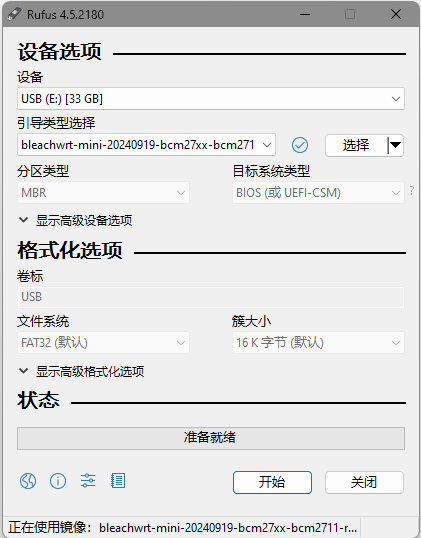 Rufus 4.5.2180
设备选项
设备
USB (E:) [33 GB]
引导类型选择
bleachwrt-mini-20240919-bcm27xx-bcm271
选择
分区类型 目标系统类型
MBR BIOS (或 UEFI-CSM) ?
显示高级设备选项
格式化选项
卷标
USB
文件系统 簇大小
FAT32 (默认) 16 K 字节 (默认)
显示高级格式化选项
状态
准备就绪
开始 关闭
正在使用镜像：bleachwrt-mini-20240919-bcm27xx-bcm2711-r...